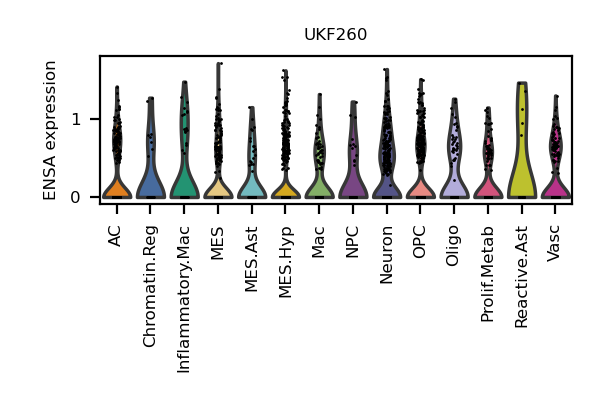 UKF260
ENSA expression
1
0
AC
Chromatin.Reg
Inflammatory.Mac
MES
MES.Ast
MES.Hyp
Mac
NPC
Neuron
OPC
Oligo
Prolif.Metab
Reactive.Ast
Vasc